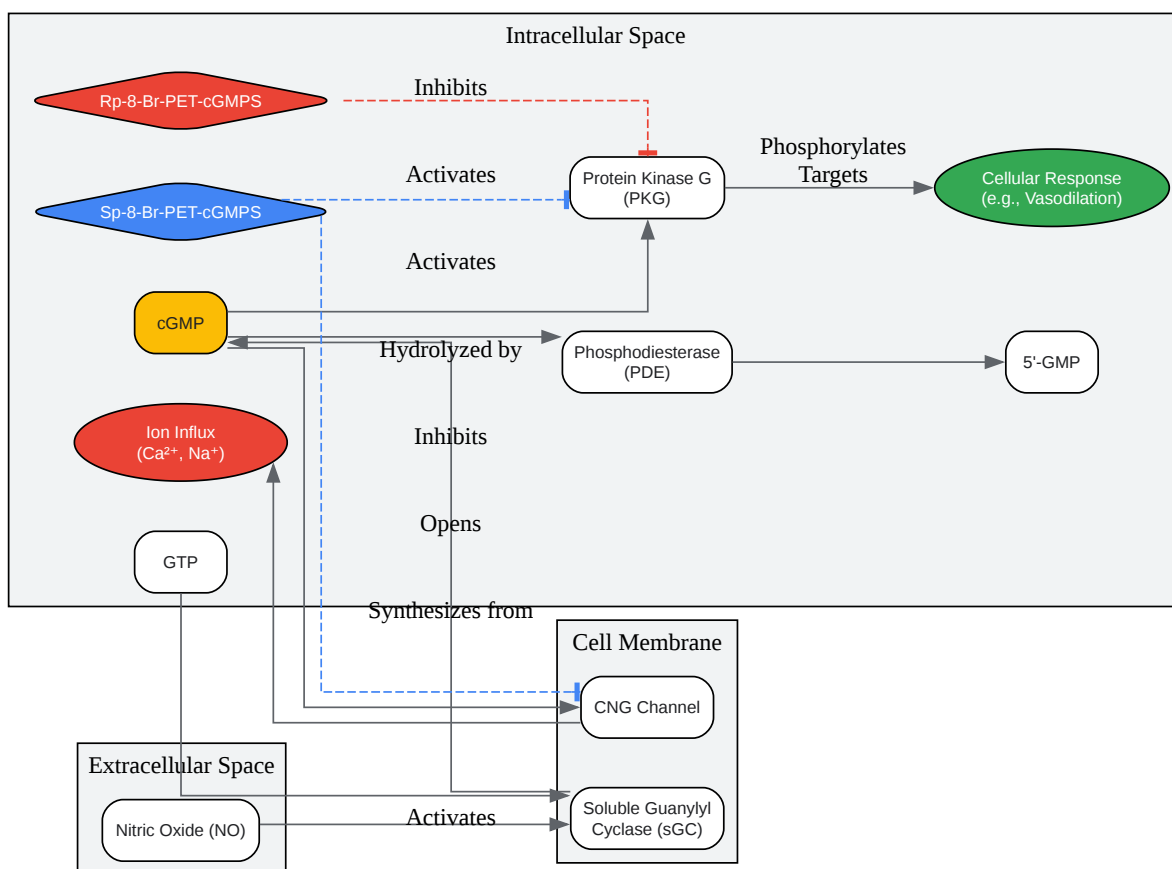 Intracellular Space
Rp-8-Br-PET-cGMPS
Inhibits
Phosphorylates
Targets
Protein Kinase G
(PKG)
Cellular Response
(e.g., Vasodilation)
Activates
Sp-8-Br-PET-cGMPS
Activates
cGMP
Hydrolyzed by
Phosphodiesterase
(PDE)
5'-GMP
Ion Influx
(Ca²⁺, Na⁺)
Inhibits
Opens
GTP
Synthesizes from
Cell Membrane
CNG Channel
Extracellular Space
Nitric Oxide (NO)
Activates
Soluble Guanylyl
Cyclase (sGC)